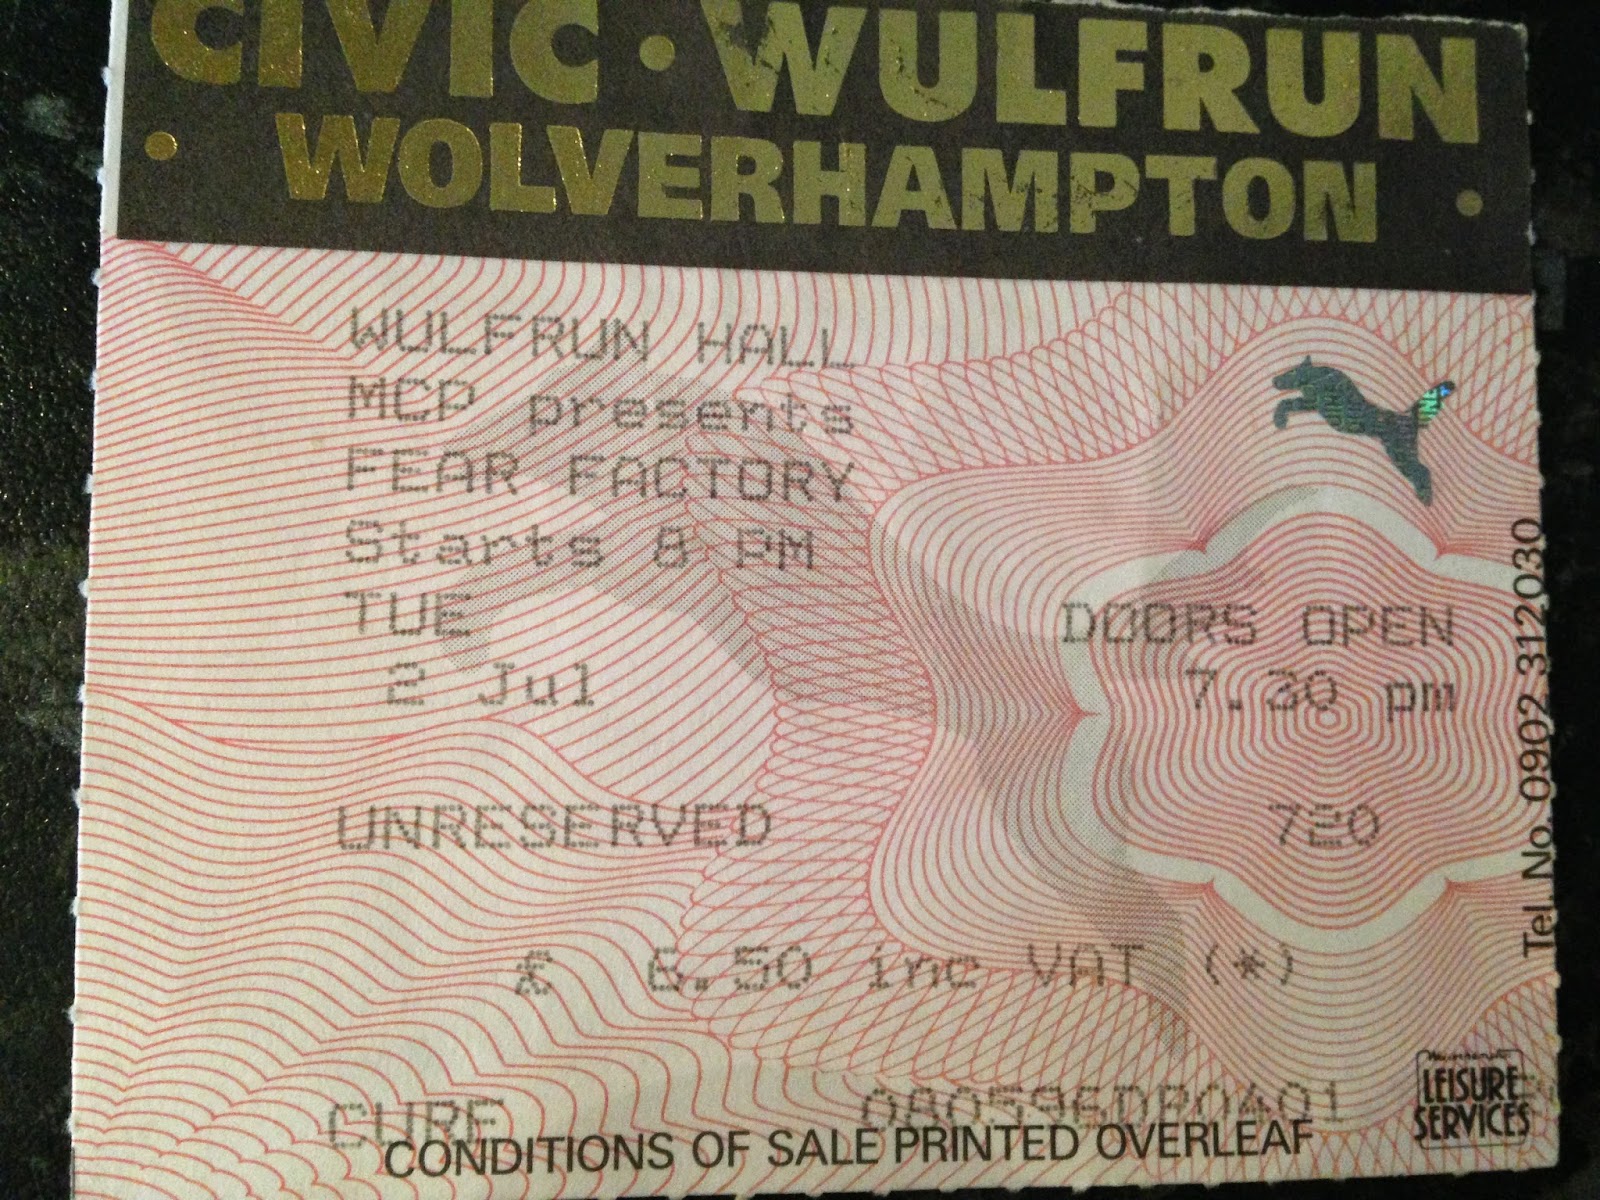 CIVIC · WULFRUN
· WOLVERHAMPTON ·
WULFRUN HALL
MCP presents
FEAR FACTORY
Starts 8 PM
TUE
2 Jul
DOORS OPEN
7.30 pm
UNRESERVED 720
£ 6.50 inc VAT (*)
CURE
CONDITIONS OF SALE PRINTED OVERLEAF
LEISURE
SERVICES
Tel. No. 0902 312030